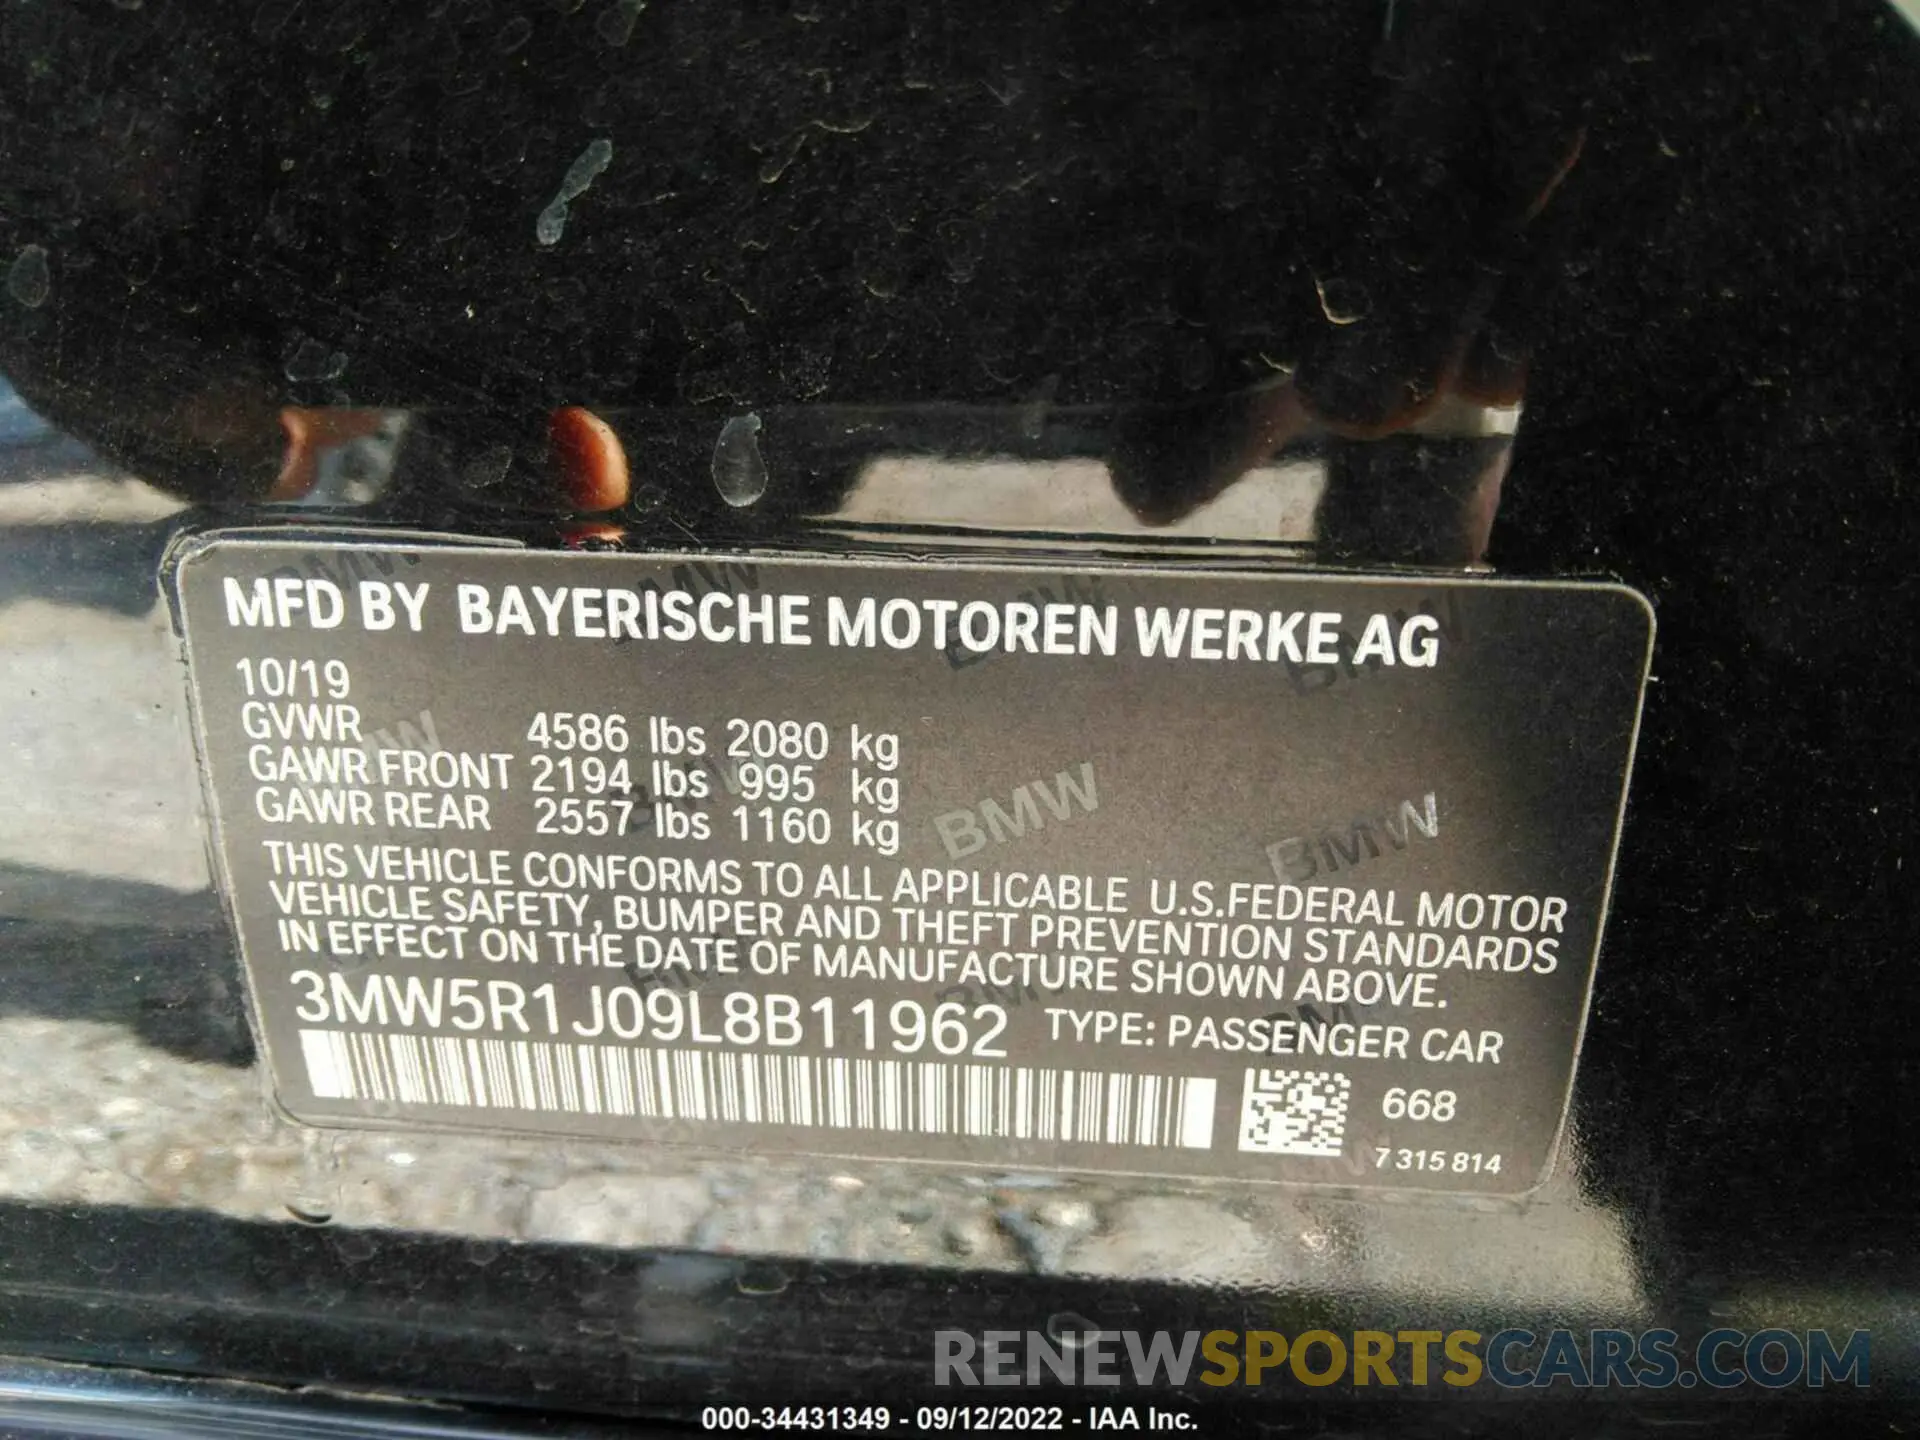 MFD BY BAYERISCHE MOTOREN WERKE AG
10/19
GVWR 4586 lbs 2080 kg
GAWR FRONT 2194 lbs 995 kg
GAWR REAR 2557 lbs 1160 kg
THIS VEHICLE CONFORMS TO ALL APPLICABLE U.S.FEDERAL MOTOR
VEHICLE SAFETY, BUMPER AND THEFT PREVENTION STANDARDS
IN EFFECT ON THE DATE OF MANUFACTURE SHOWN ABOVE.
3MW5R1J09L8B11962 TYPE: PASSENGER CAR
668
7 315 814
RENEWSPORTSCARS.COM
000-34431349 - 09/12/2022 - IAA Inc.